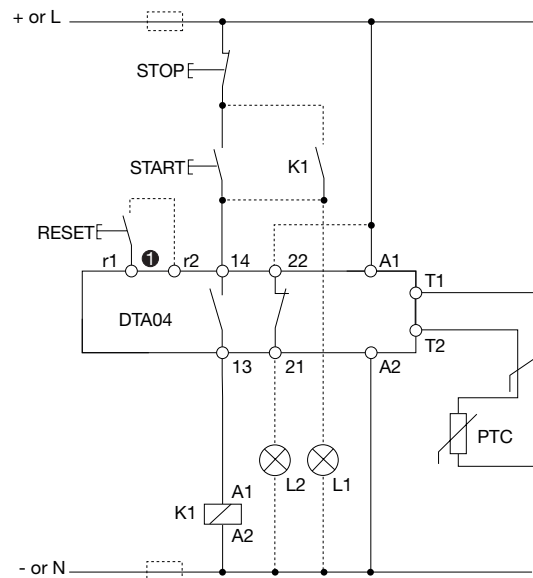 + or L
STOP
START
K1
RESET
r1 ❶ r2 14 22 A1
T1
DTA04
T2
13 21 A2
PTC
L2 L1
A1
K1
A2
- or N